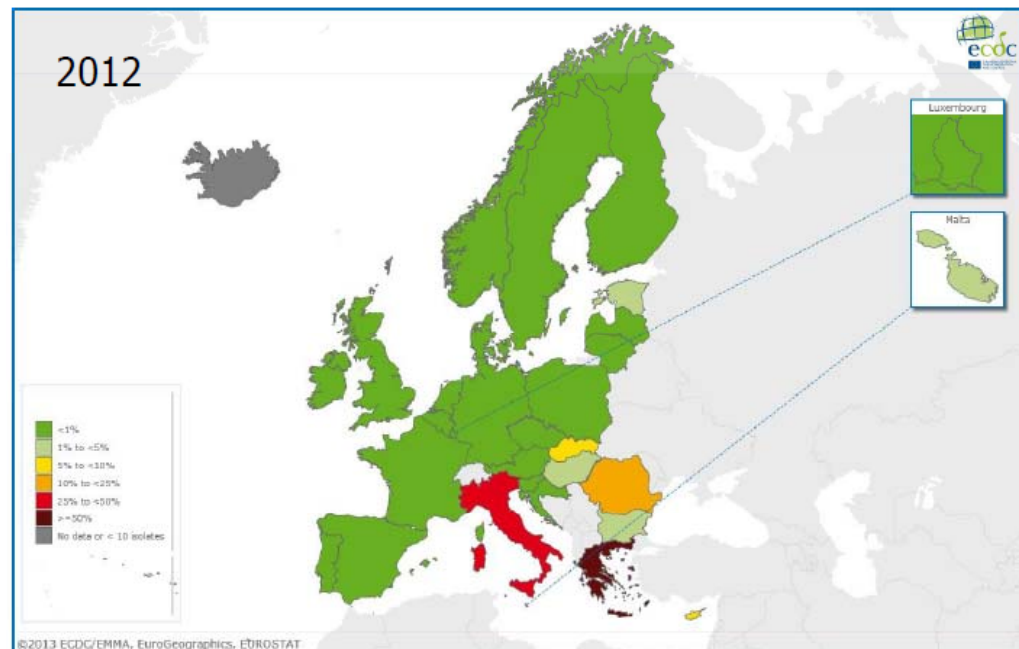 2012
ecdc
Luxembourg
Malta
<1%
1% to <5%
5% to <10%
10% to <25%
25% to <50%
>=50%
No data or < 10 isolates
©2013 ECDC/EMMA, EuroGeographics, EUROSTAT